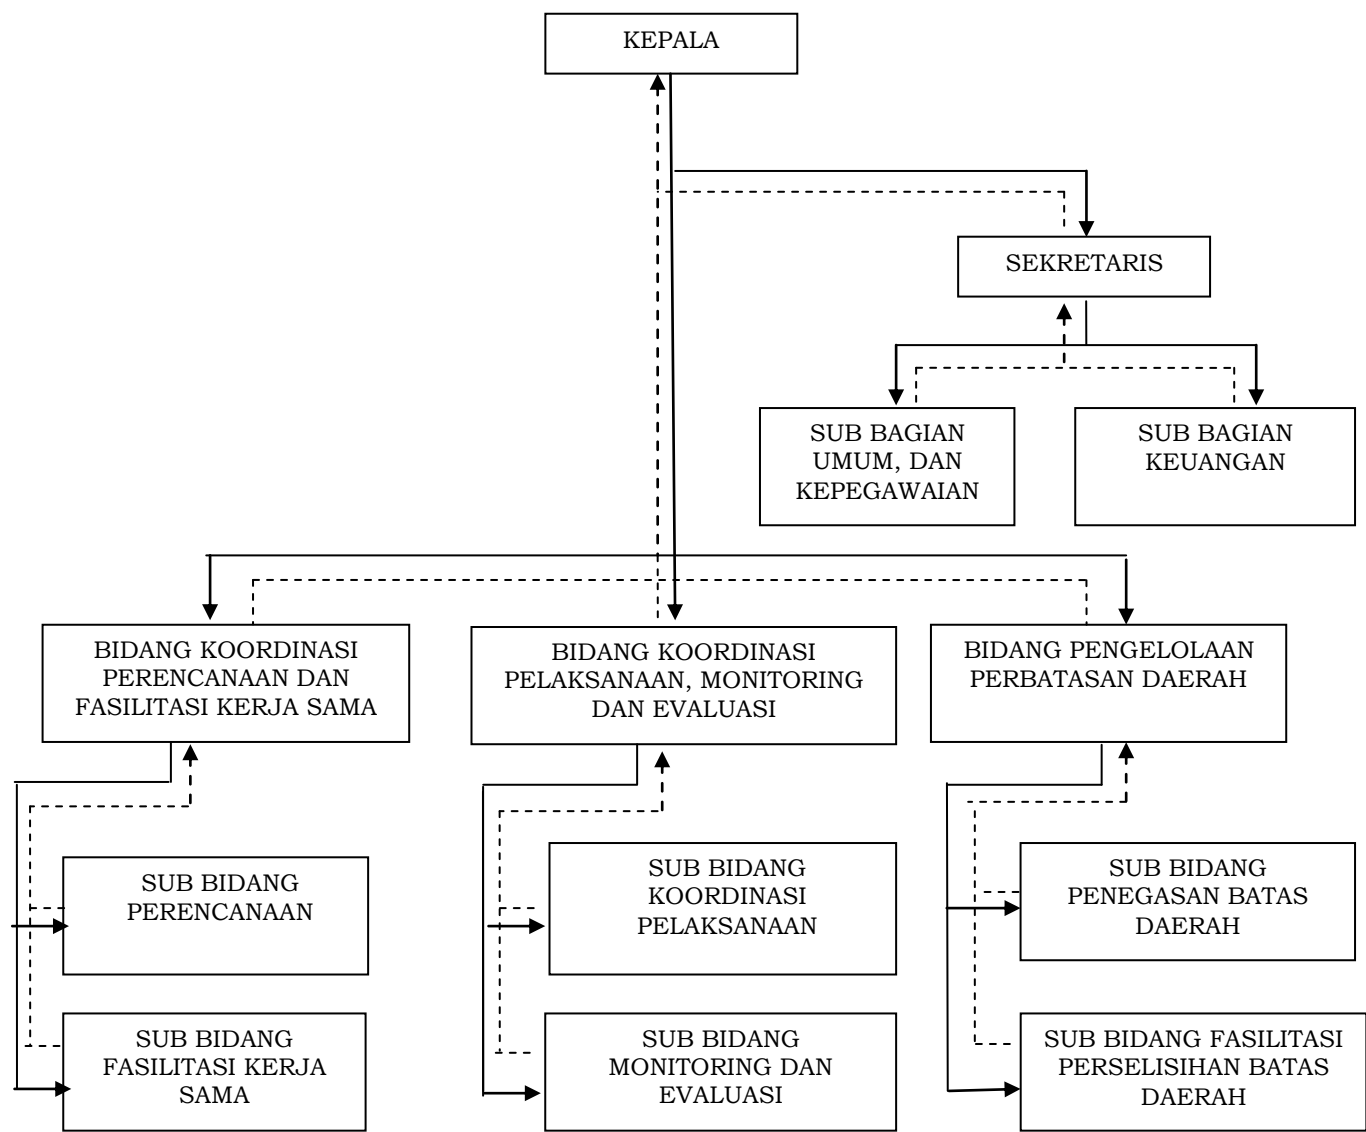 KEPALA
SEKRETARIS
SUB BAGIAN
UMUM, DAN
KEPEGAWAIAN
SUB BAGIAN
KEUANGAN
BIDANG KOORDINASI
PERENCANAAN DAN
FASILITASI KERJA SAMA
BIDANG KOORDINASI
PELAKSANAAN, MONITORING
DAN EVALUASI
BIDANG PENGELOLAAN
PERBATASAN DAERAH
SUB BIDANG
PERENCANAAN
SUB BIDANG
KOORDINASI
PELAKSANAAN
SUB BIDANG
PENEGASAN BATAS
DAERAH
SUB BIDANG
FASILITASI KERJA
SAMA
SUB BIDANG
MONITORING DAN
EVALUASI
SUB BIDANG FASILITASI
PERSELISIHAN BATAS
DAERAH